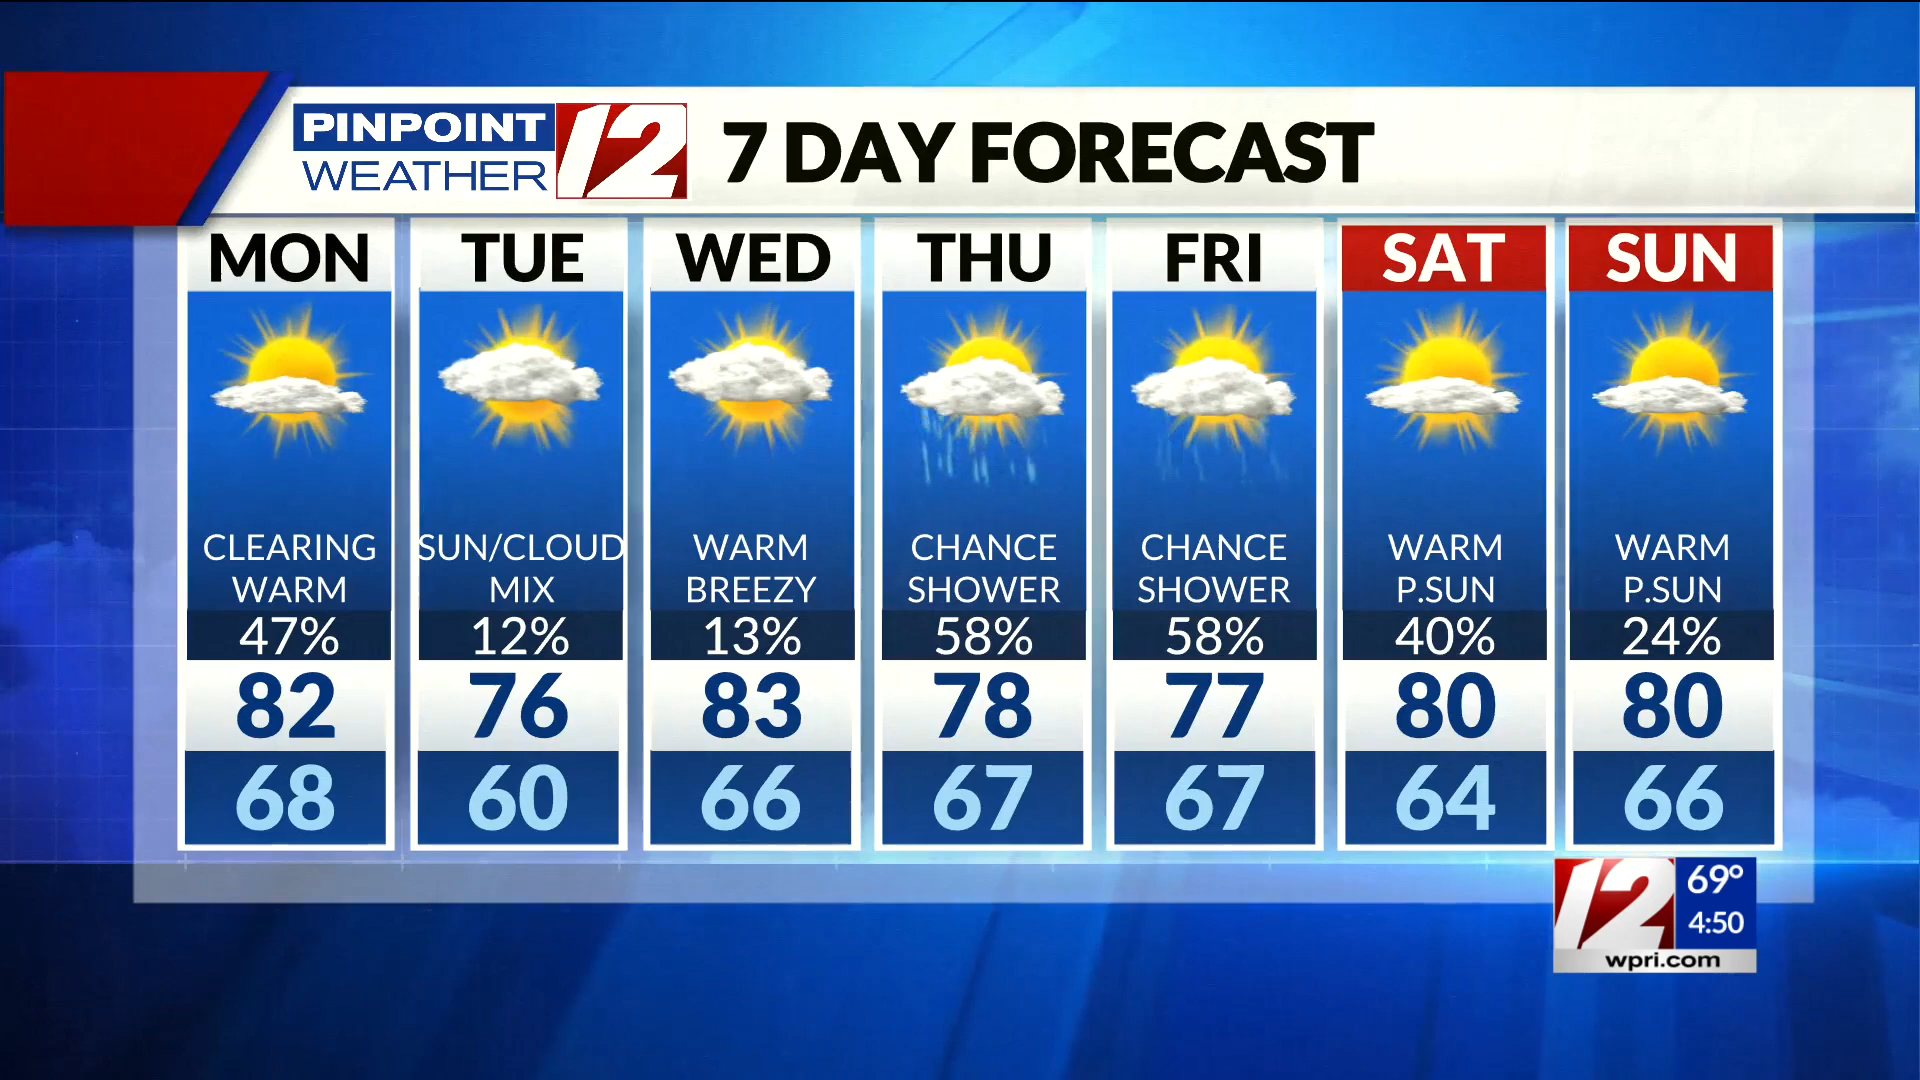 PINPOINT
WEATHER 12
7 DAY FORECAST
MON TUE WED THU FRI SAT SUN
CLEARING SUN/CLOUD WARM CHANCE CHANCE WARM WARM
WARM MIX BREEZY SHOWER SHOWER P.SUN P.SUN
47% 12% 13% 58% 58% 40% 24%
82 76 83 78 77 80 80
68 60 66 67 67 64 66
12 69°
4:50
wpri.com